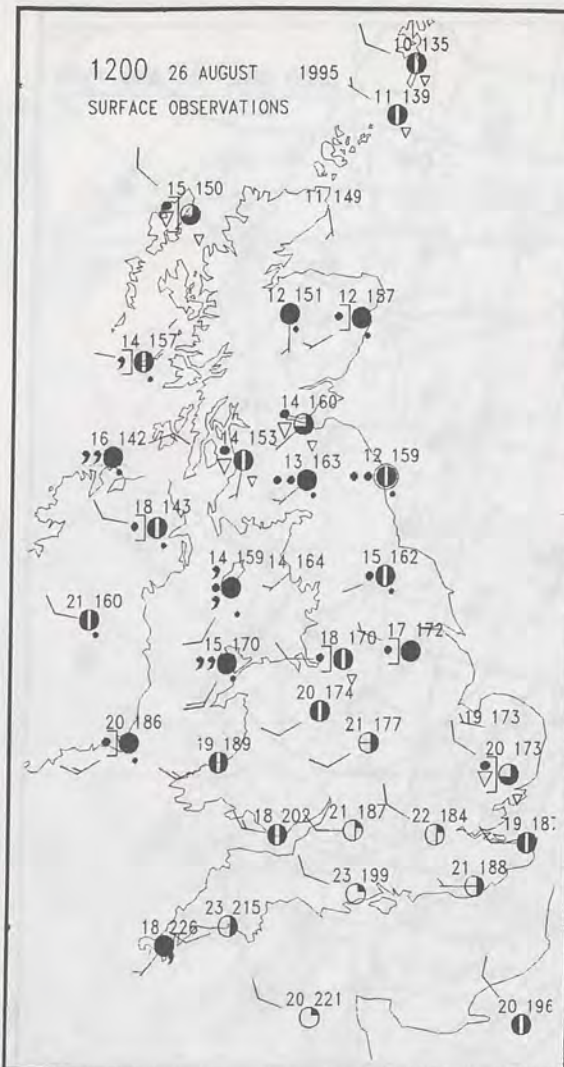 10 135
1200 26 AUGUST 1995
11 139
SURFACE OBSERVATIONS
15 150
11 149
12 151 12 157
14 157
14 160
16 142 14 153
13 163 12 159
18 143
14 159 14 164 15 162
21 160
15 170 18 170 17 172
20 174
19 173
20 186 21 177
19 189 20 173
18 202 21 187 22 184 19 187
23 199 21 188
23 215
18 226
20 221 20 196